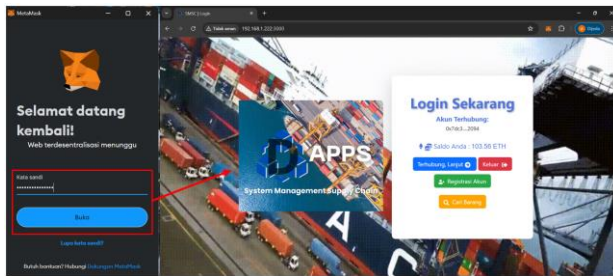 MetaMask
Selamat datang
kembali!
Web terdesentralisasi menunggu
Kata sandi
Buka
Lupa kata sandi?
Butuh bantuan? Hubungi Dukungan MetaMask
SMSC | Login
Tidak aman
192.168.1.222:3000
DAPPS
System Management Supply Chain
Login Sekarang
Akun Terhubung:
Saldo Anda : 103.56 ETH
Terhubung, Lanjut
Keluar
Registrasi Akun
Cari Barang